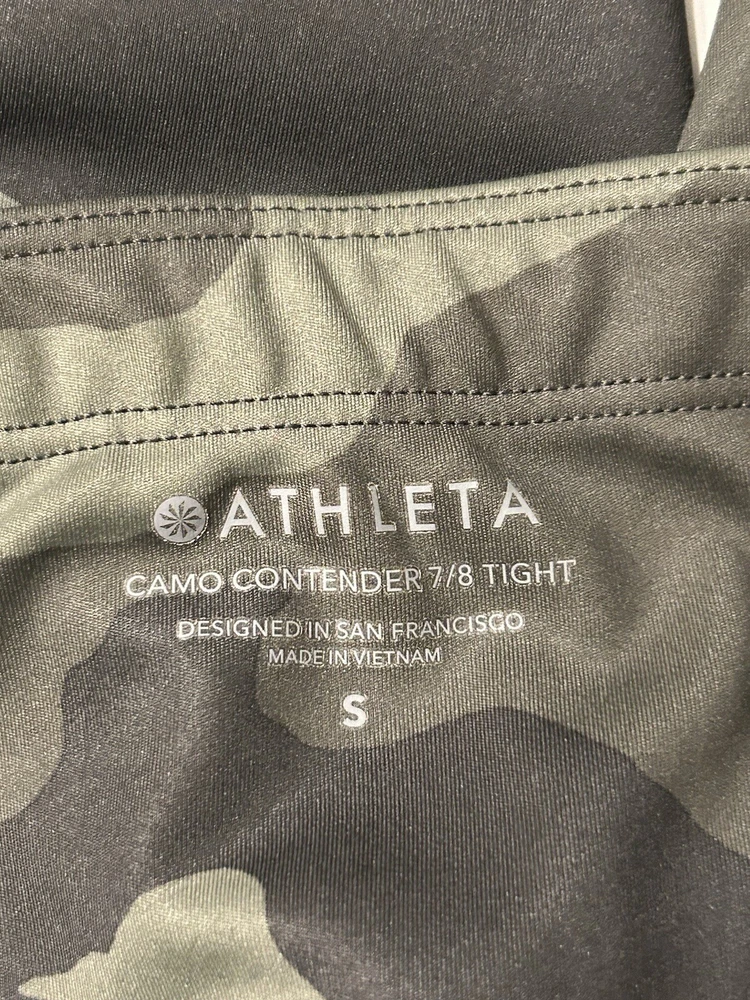 ATHLETA
CAMO CONTENDER 7/8 TIGHT
DESIGNED IN SAN FRANCISCO
MADE IN VIETNAM
S